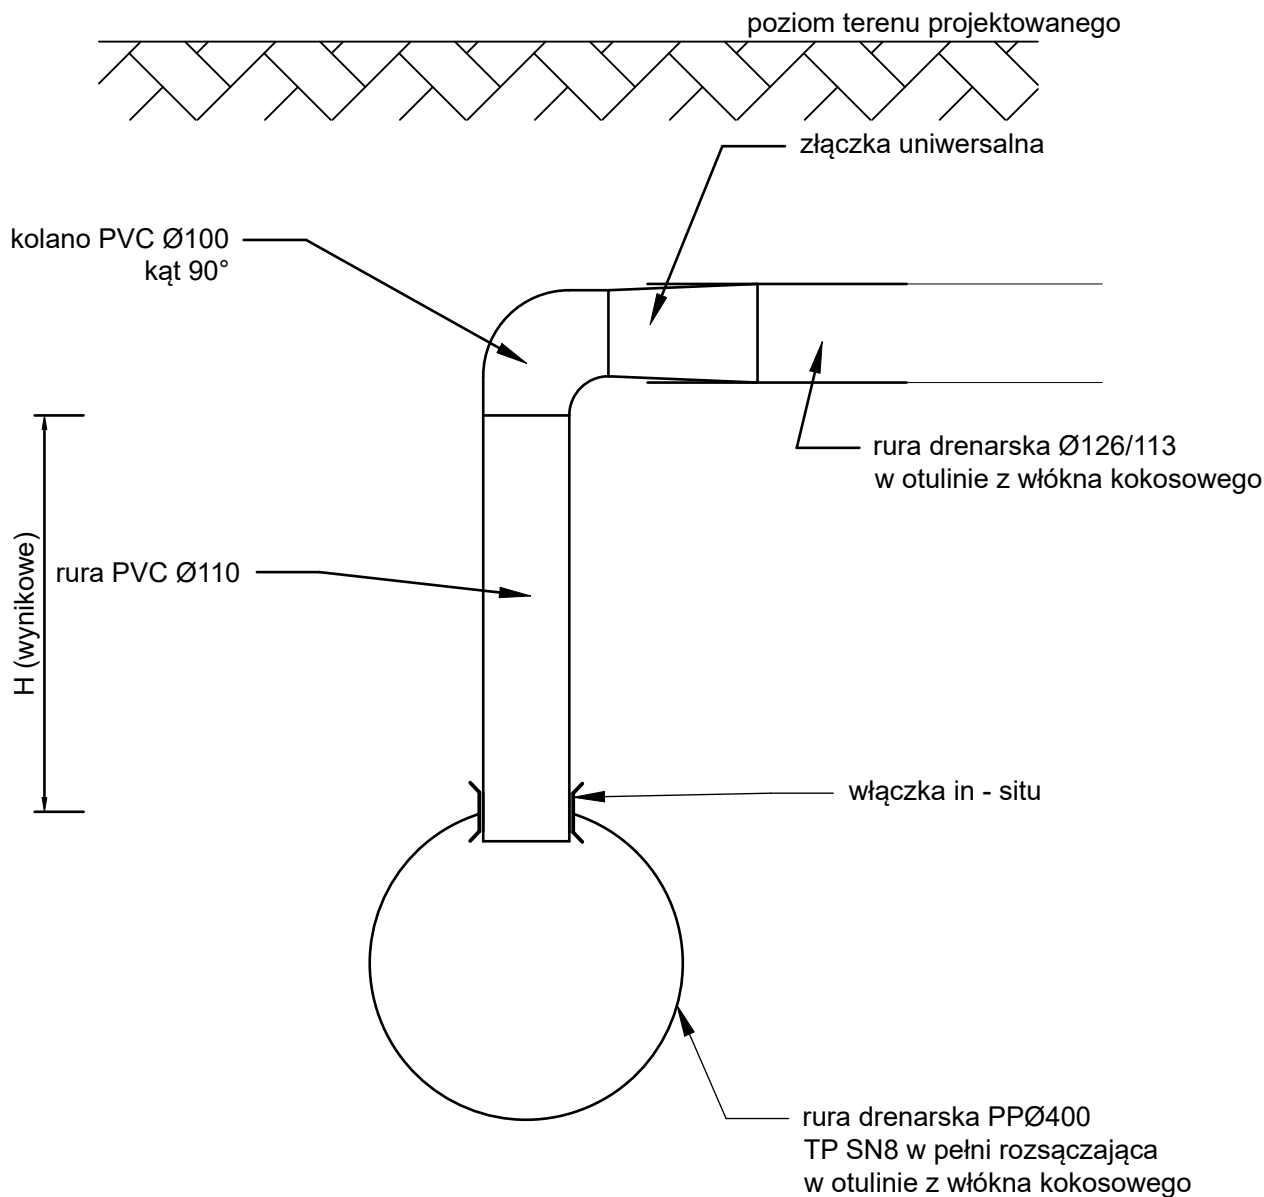 poziom terenu projektowanego
złączka uniwersalna
kolano PVC Ø100
kąt 90°
rura drenarska Ø126/113
w otulinie z włókna kokosowego
H (wynikowe)
rura PVC Ø110
włączka in - situ
rura drenarska PPØ400
TP SN8 w pełni rozsączająca
w otulinie z włókna kokosowego